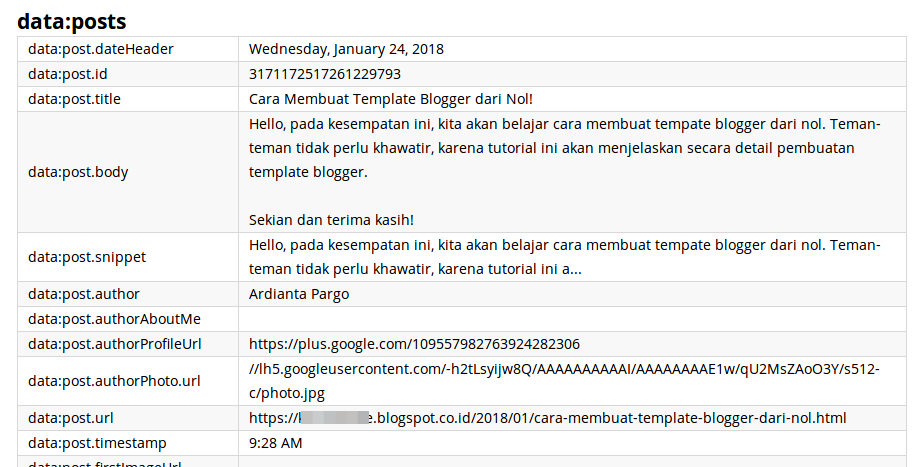 data:posts
data:post.dateHeader Wednesday, January 24, 2018
data:post.id 3171172517261229793
data:post.title Cara Membuat Template Blogger dari Nol!
Hello, pada kesempatan ini, kita akan belajar cara membuat tempate blogger dari nol. Teman-
teman tidak perlu khawatir, karena tutorial ini akan menjelaskan secara detail pembuatan
data:post.body template blogger.
Sekian dan terima kasih!
Hello, pada kesempatan ini, kita akan belajar cara membuat tempate blogger dari nol. Teman-
data:post.snippet
teman tidak perlu khawatir, karena tutorial ini a...
data:post.author Ardianta Pargo
data:post.authorAboutMe
data:post.authorProfileUrl https://plus.google.com/109557982763924282306
//lh5.googleusercontent.com/-h2tLsyijw8Q/AAAAAAAAAAI/AAAAAAAAE1w/qU2MsZAoO3Y/s512-
data:post.authorPhoto.url
c/photo.jpg
data:post.url https:// e.blogspot.co.id/2018/01/cara-membuat-template-blogger-dari-nol.html
data:post.timestamp 9:28 AM
data:post.firstImageUrl